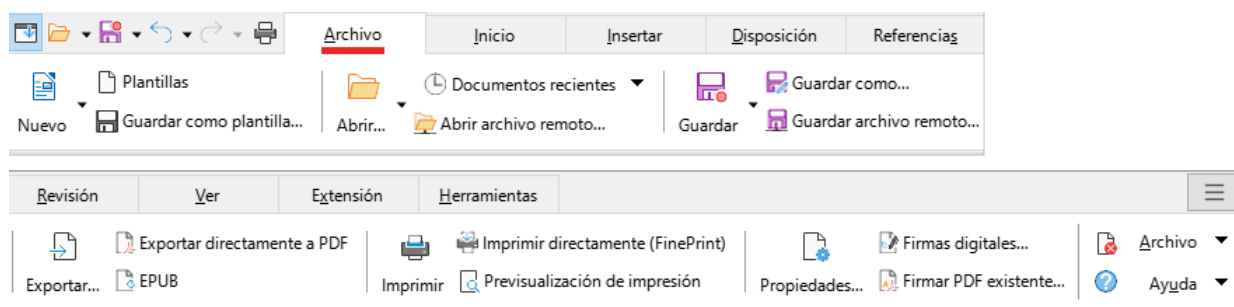 Archivo Inicio Insertar Disposición Referencias
Plantillas Documentos recientes Guardar como...
Nuevo Guardar como plantilla... Abrir... Abrir archivo remoto... Guardar Guardar archivo remoto...
Revisión Ver Extensión Herramientas
Exportar directamente a PDF Imprimir directamente (FinePrint) Firmas digitales... Archivo
Exportar... EPUB Imprimir Previsualización de impresión Propiedades... Firmar PDF existente... Ayuda